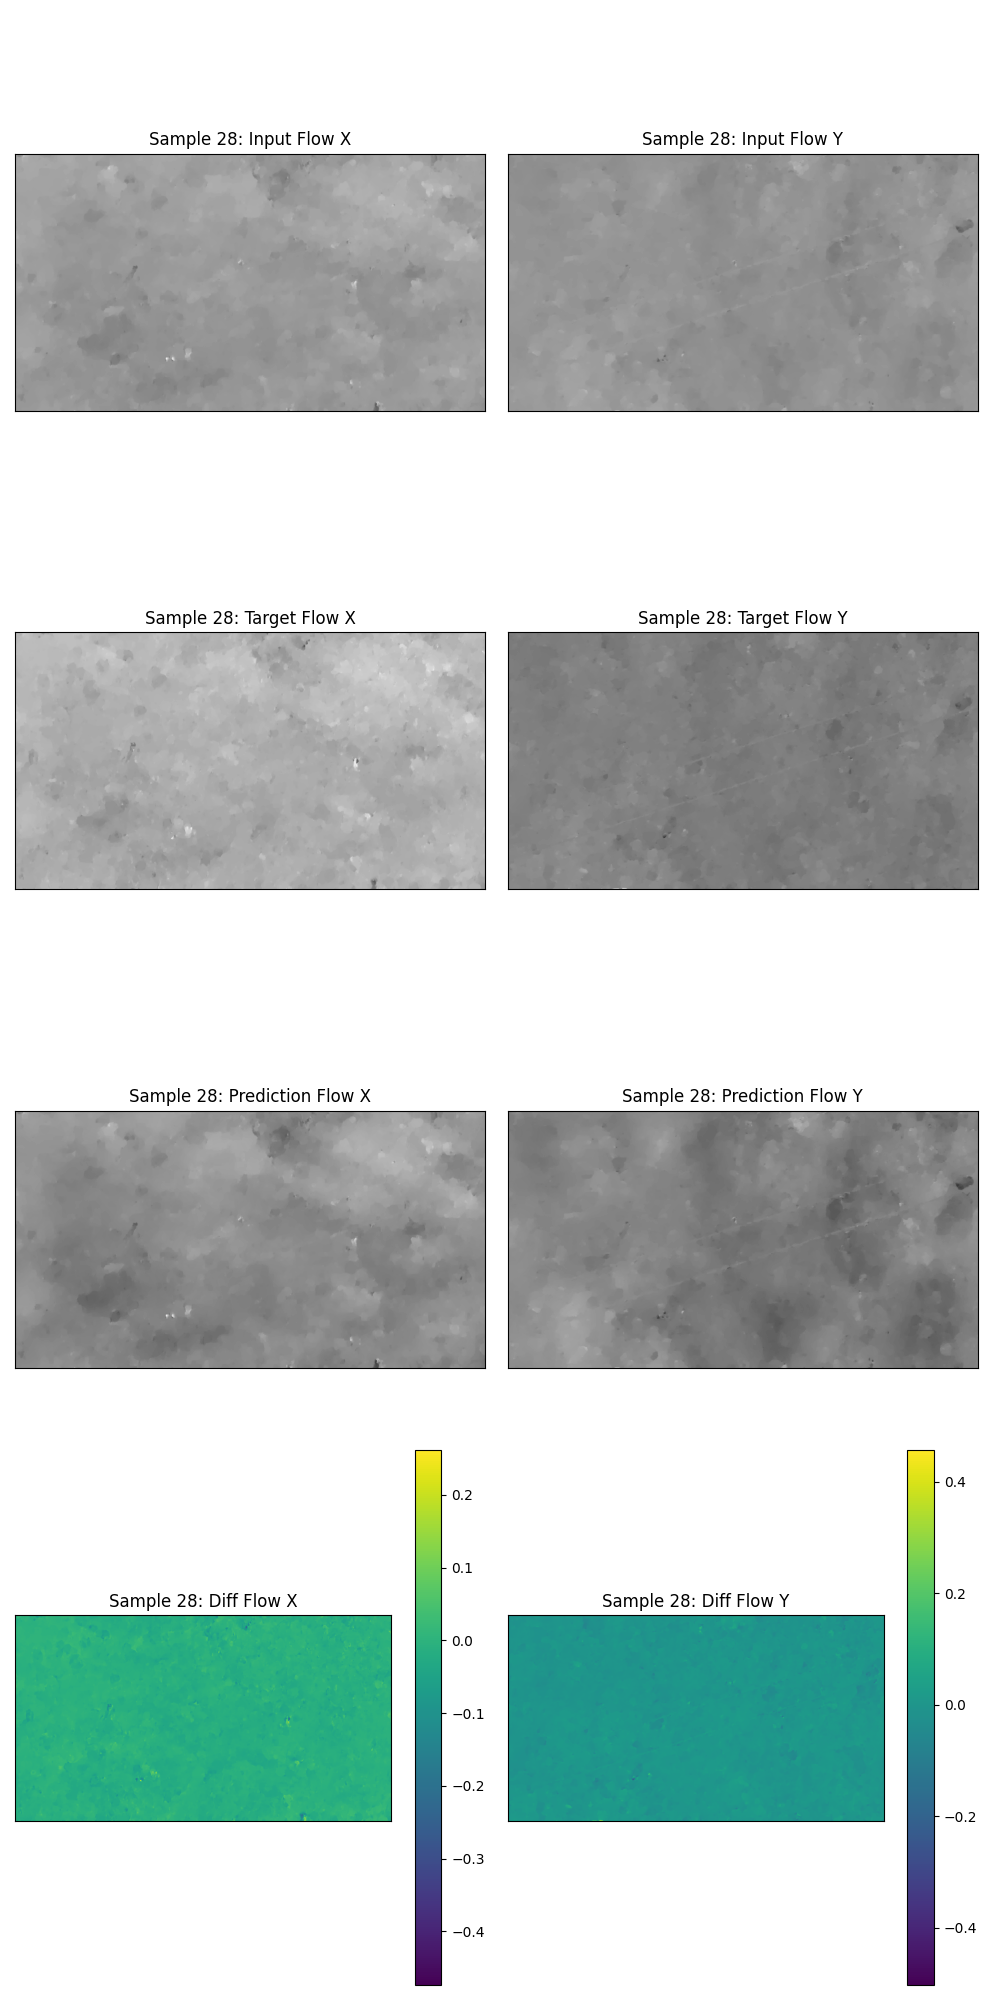 Sample 28: Input Flow X
Sample 28: Input Flow Y
Sample 28: Target Flow X
Sample 28: Target Flow Y
Sample 28: Prediction Flow X
Sample 28: Prediction Flow Y
Sample 28: Diff Flow X
0.2
0.1
0.0
−0.1
−0.2
−0.3
−0.4
Sample 28: Diff Flow Y
0.4
0.2
0.0
−0.2
−0.4